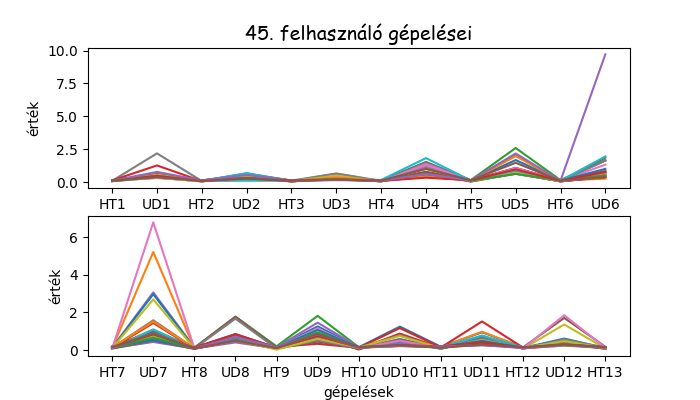 45. felhasználó gépelései
10.0
7.5
5.0
2.5
0.0
érték
HT1 UD1 HT2 UD2 HT3 UD3 HT4 UD4 HT5 UD5 HT6 UD6
6
4
2
0
érték
HT7 UD7 HT8 UD8 HT9 UD9 HT10 UD10 HT11 UD11 HT12 UD12 HT13
gépelések